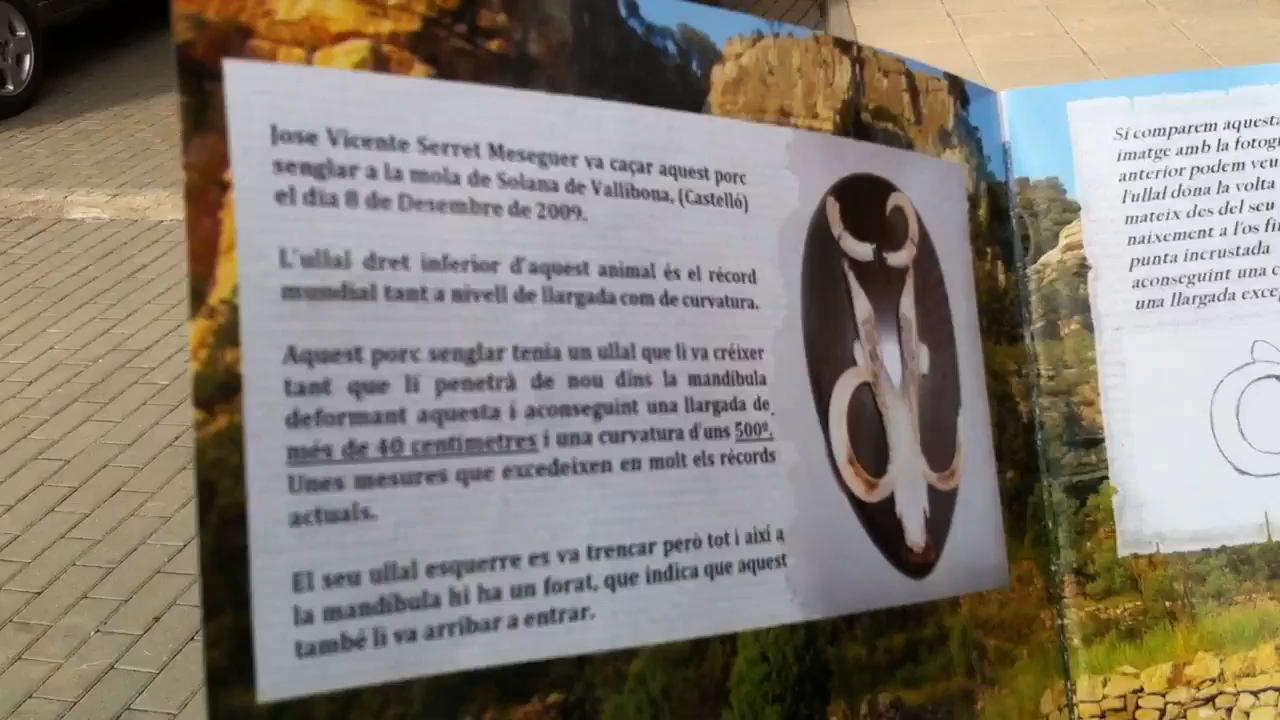 Jose Vicente Serret Meseguer va caçar aquest porc
senglar a la mola de Solana de Vallibona, (Castelló)
el dia 8 de Desembre de 2009.
L'ullal dret inferior d'aquest animal és el récord
mundial tant a nivell de llargada com de curvatura.
Aquest porc senglar tenia un ullal que li va créixer
tant que li penetrà de nou dins la mandíbula
deformant aquesta i aconseguint una llargada de
més de 40 centímetres i una curvatura d'uns 500º.
Unes mesures que excedeixen en molt els récords
actuals.
El seu ullal esquerre es va trencar però tot i així a
la mandíbula hi ha un forat, que indica que aquest
també li va arribar a entrar.
Sí comparem aquesta
imatge amb la
anterior podem
l'ullal dóna la volta
mateix des del seu
naixement a l'os
punta incrustada
aconseguint una
una llargada